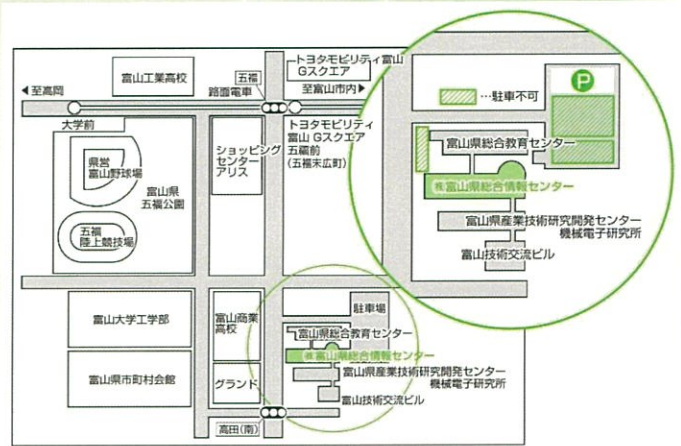 富山工業高校
五福
トヨタモビリティ富山
Gスクエア
至高岡
路面電車
至富山市内
大学前
トヨタモビリティ
富山 Gスクエア
五福前
(五福末広町)
ショッピング
センター
アリス
県営
富山野球場
富山県
五福公園
五福
陸上競技場
P
…駐車不可
富山県総合教育センター
㈱富山県総合情報センター
富山県産業技術研究開発センター
機械電子研究所
富山技術交流ビル
富山大学工学部
富山商業
高校
駐車場
富山県総合教育センター
㈱富山県総合情報センター
富山県産業技術研究開発センター
機械電子研究所
富山県市町村会館
グランド
富山技術交流ビル
高田(南)